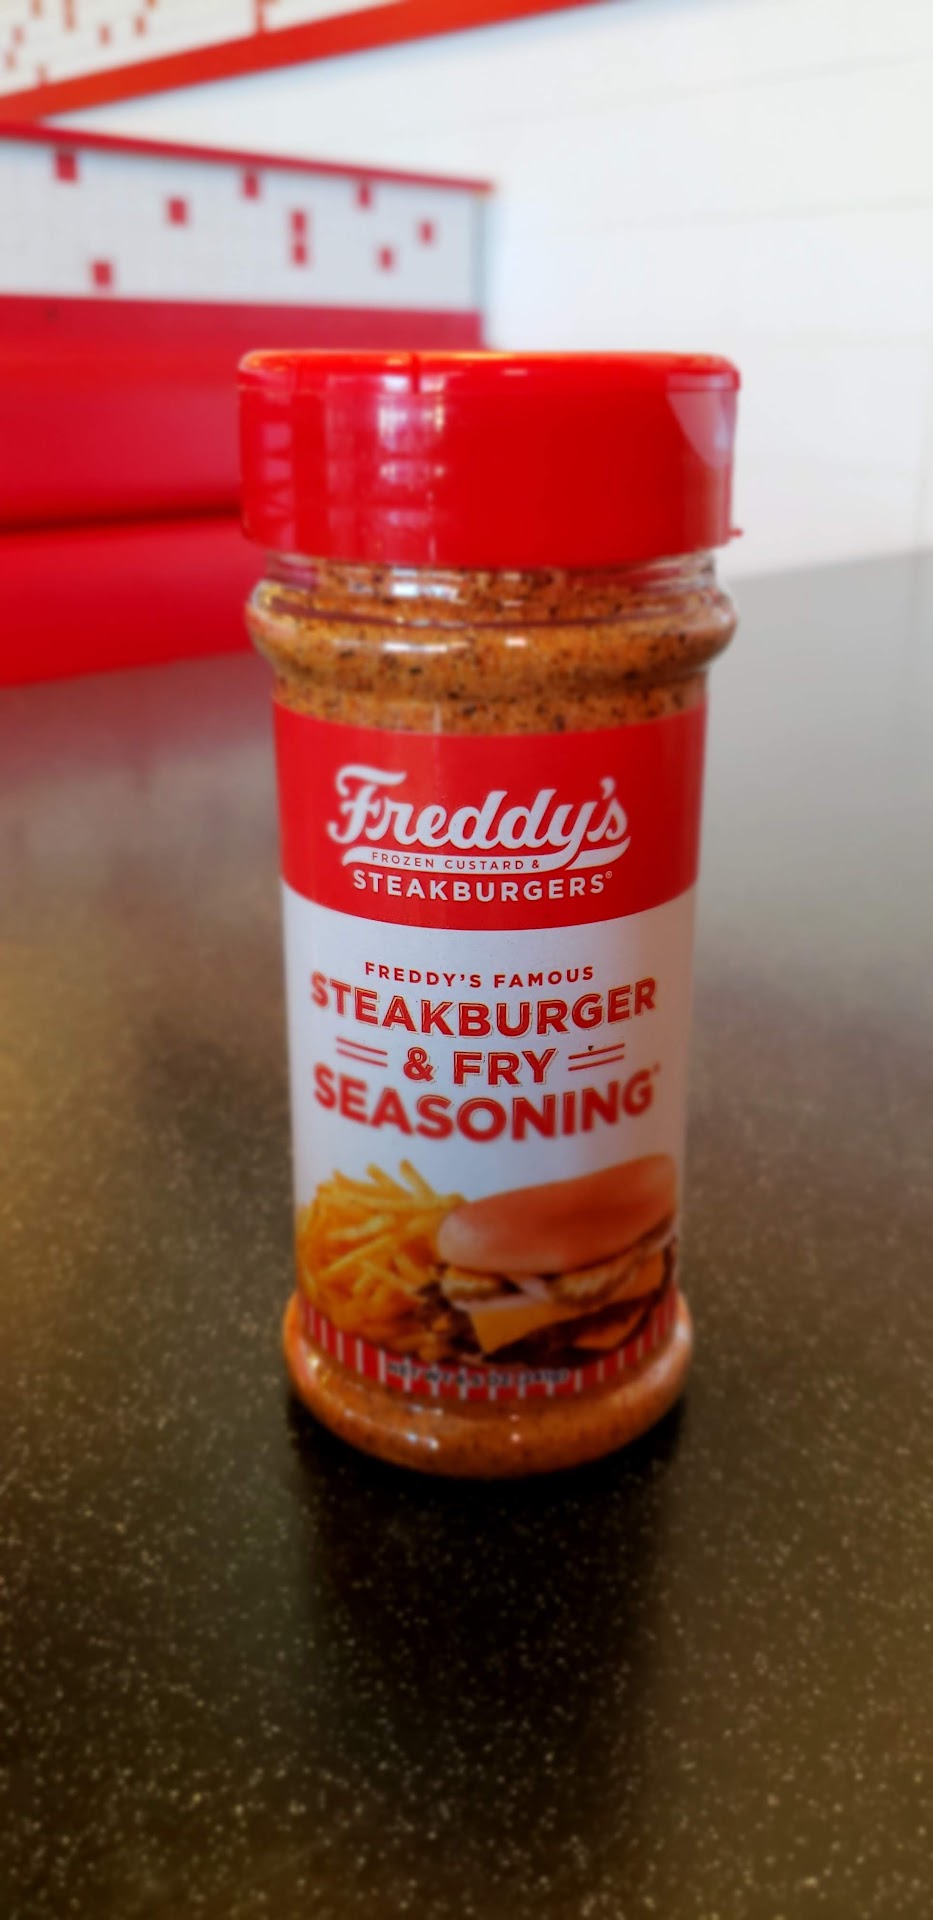 Freddy's
FROZEN CUSTARD &
STEAKBURGERS®
FREDDY'S FAMOUS
STEAKBURGER
& FRY
SEASONING